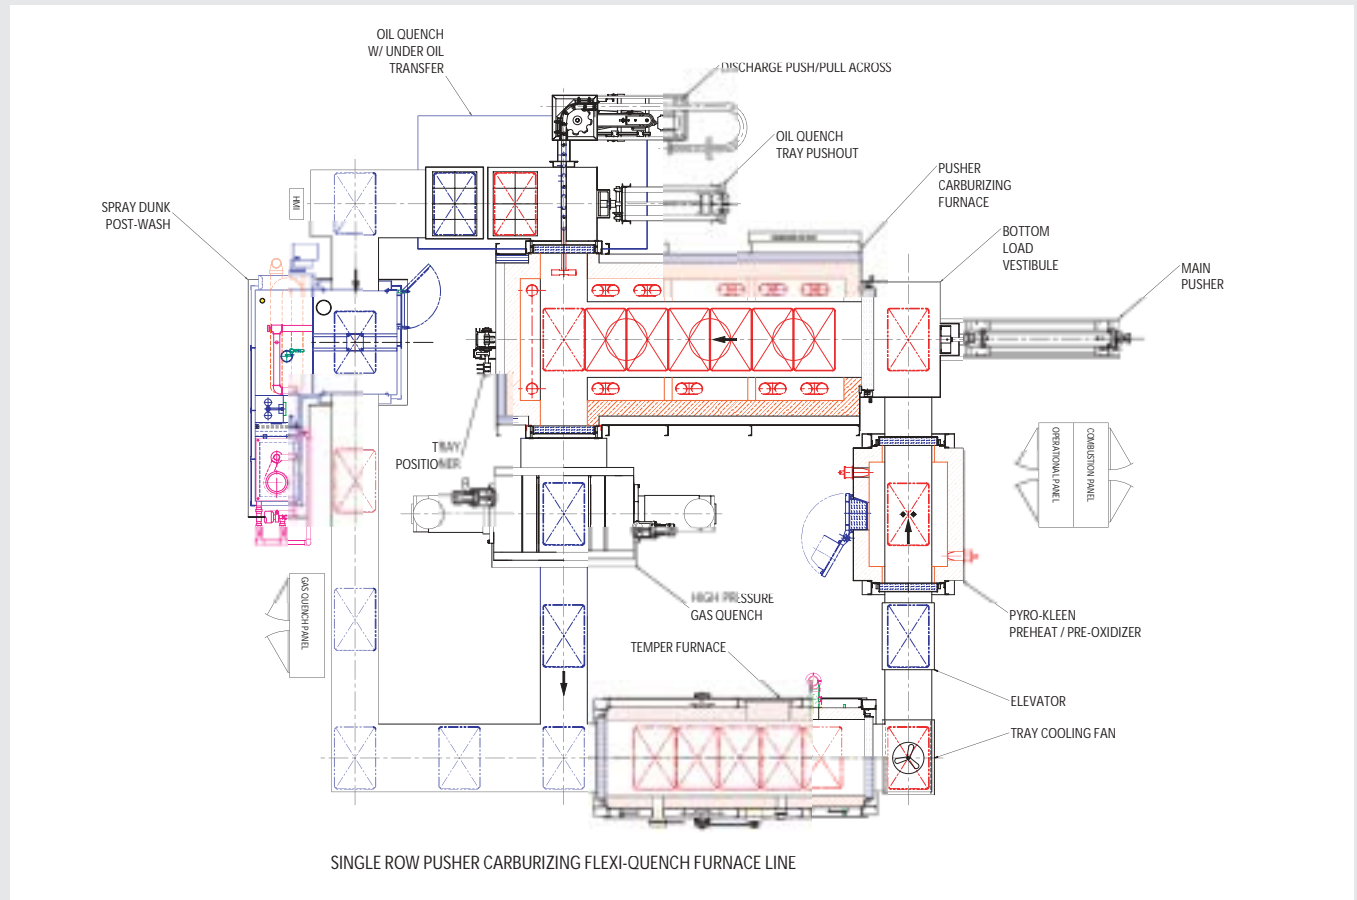 OIL QUENCH
W/ UNDER OIL
TRANSFER
DISCHARGE PUSH/PULL ACROSS
OIL QUENCH
TRAY PUSHOUT
PUSHER
CARBURIZING
FURNACE
SPRAY DUNK
POST-WASH
HMI
BOTTOM
LOAD
VESTIBULE
MAIN
PUSHER
TRAY
POSITIONER
OPERATIONAL PANEL
COMBUSTION PANEL
GAS QUENCH PANEL
HIGH PRESSURE
GAS QUENCH
PYRO-KLEEN
PREHEAT / PRE-OXIDIZER
TEMPER FURNACE
ELEVATOR
TRAY COOLING FAN
SINGLE ROW PUSHER CARBURIZING FLEXI-QUENCH FURNACE LINE